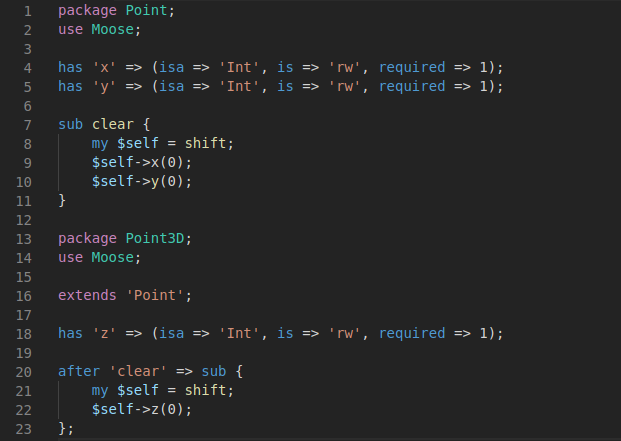 1 package Point;
2 use Moose;
3
4 has 'x' => (isa => 'Int', is => 'rw', required => 1);
5 has 'y' => (isa => 'Int', is => 'rw', required => 1);
6
7 sub clear {
8     my $self = shift;
9     $self->x(0);
10     $self->y(0);
11 }
12
13 package Point3D;
14 use Moose;
15
16 extends 'Point';
17
18 has 'z' => (isa => 'Int', is => 'rw', required => 1);
19
20 after 'clear' => sub {
21     my $self = shift;
22     $self->z(0);
23 };